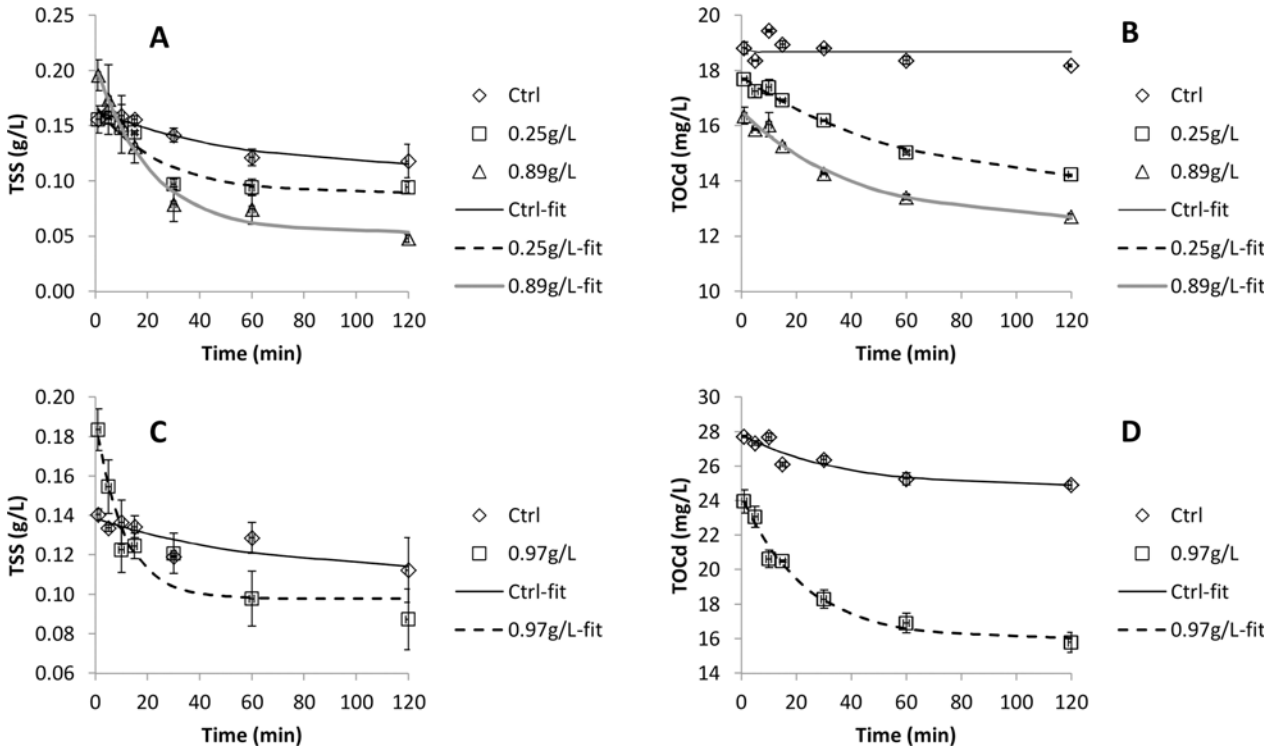 A
TSS (g/L)
0.25
0.20
0.15
0.10
0.05
0.00
0 20 40 60 80 100 120
Time (min)
Ctrl
0.25g/L
0.89g/L
Ctrl-fit
0.25g/L-fit
0.89g/L-fit
B
TOCd (mg/L)
20
18
16
14
12
10
0 20 40 60 80 100 120
Time (min)
Ctrl
0.25g/L
0.89g/L
Ctrl-fit
0.25g/L-fit
0.89g/L-fit
C
TSS (g/L)
0.20
0.18
0.16
0.14
0.12
0.10
0.08
0.06
0 20 40 60 80 100 120
Time (min)
Ctrl
0.97g/L
Ctrl-fit
0.97g/L-fit
D
TOCd (mg/L)
30
28
26
24
22
20
18
16
14
0 20 40 60 80 100 120
Time (min)
Ctrl
0.97g/L
Ctrl-fit
0.97g/L-fit